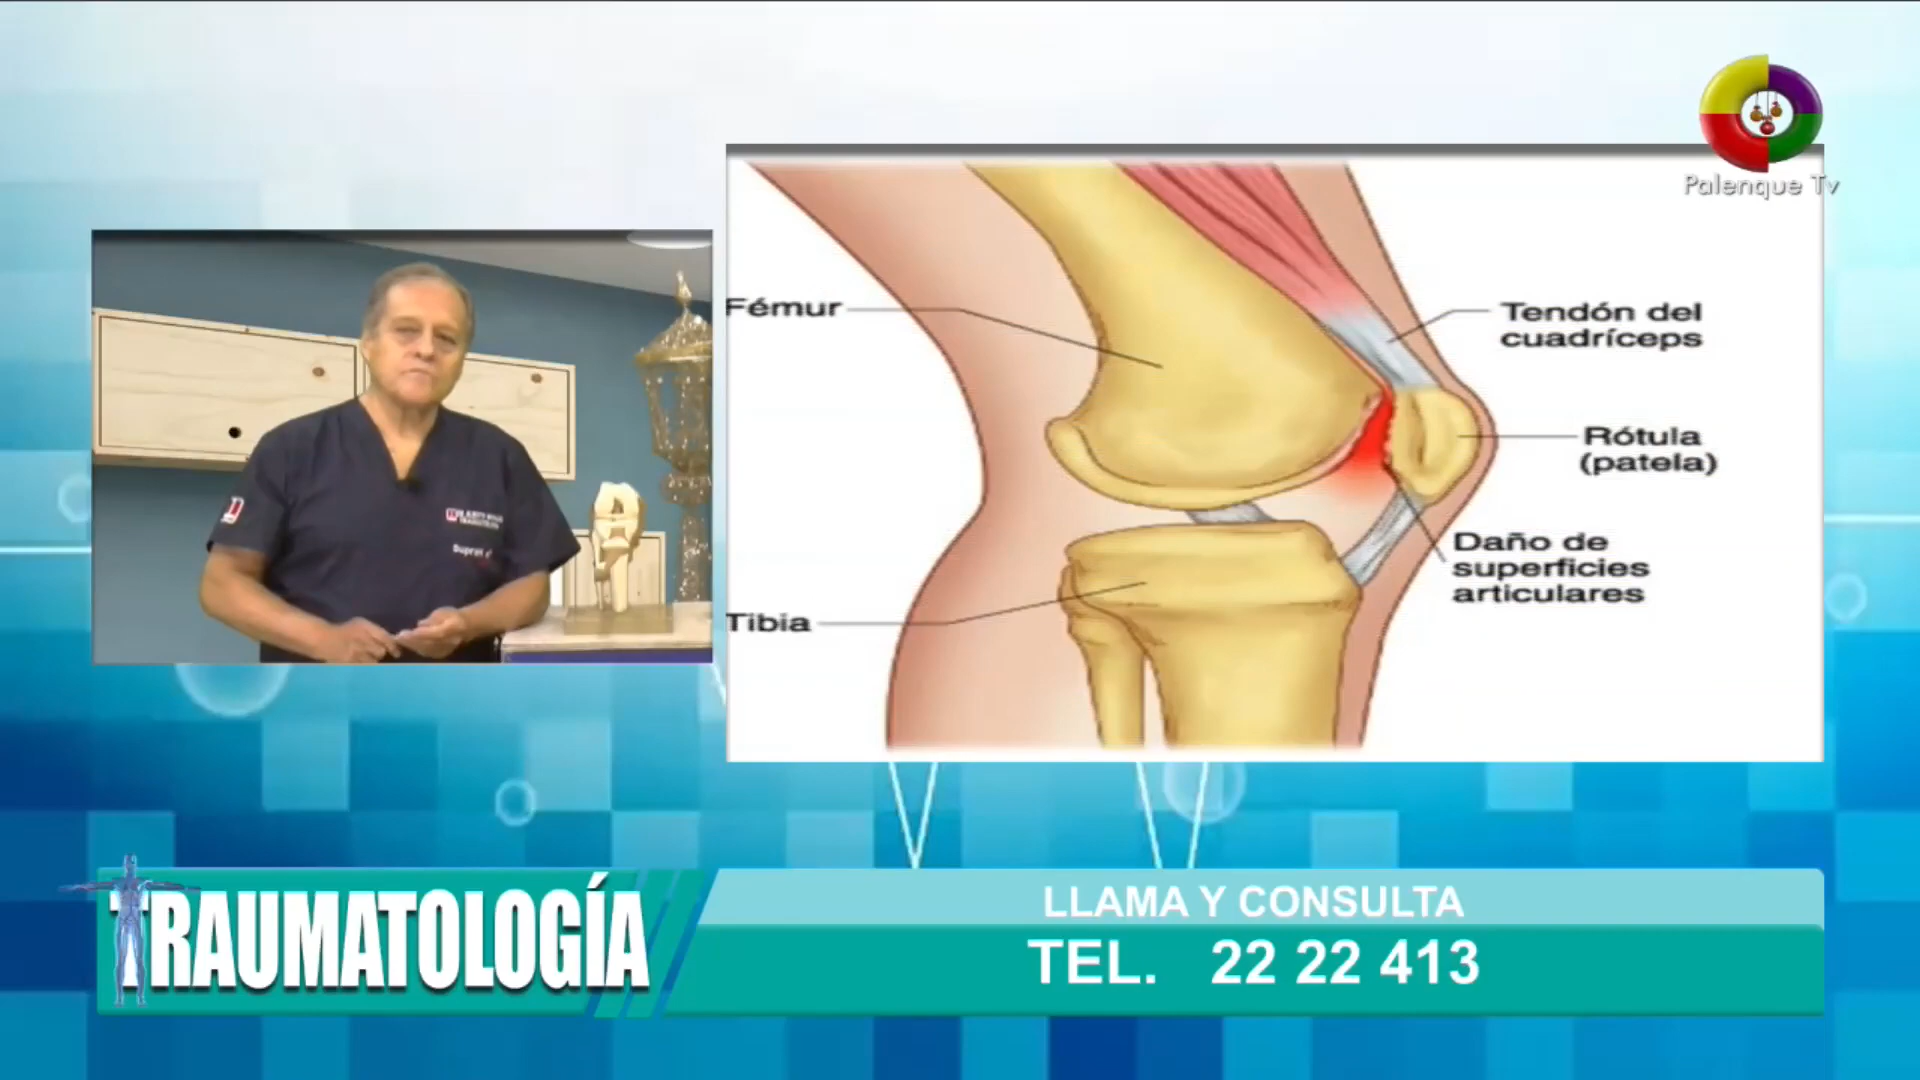 Palenque Tv
Fémur
Tendón del
cuadríceps
Rótula
(patela)
Daño de
superficies
articulares
Tibia
TRAUMATOLOGÍA
LLAMA Y CONSULTA
TEL. 22 22 413